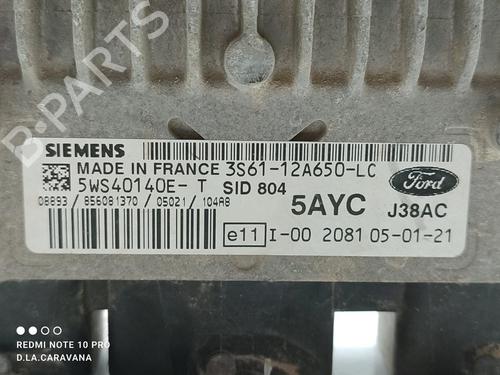 B-PARTS
SIEMENS
MADE IN FRANCE 3S61-12A650-LC
5WS40140E- T SID 804
Ford
08893 / 856081370 / 05021 / 104A8
5AYC J38AC
e11 I-00 2081 05-01-21
REDMI NOTE 10 PRO
D.LA.CARAVANA